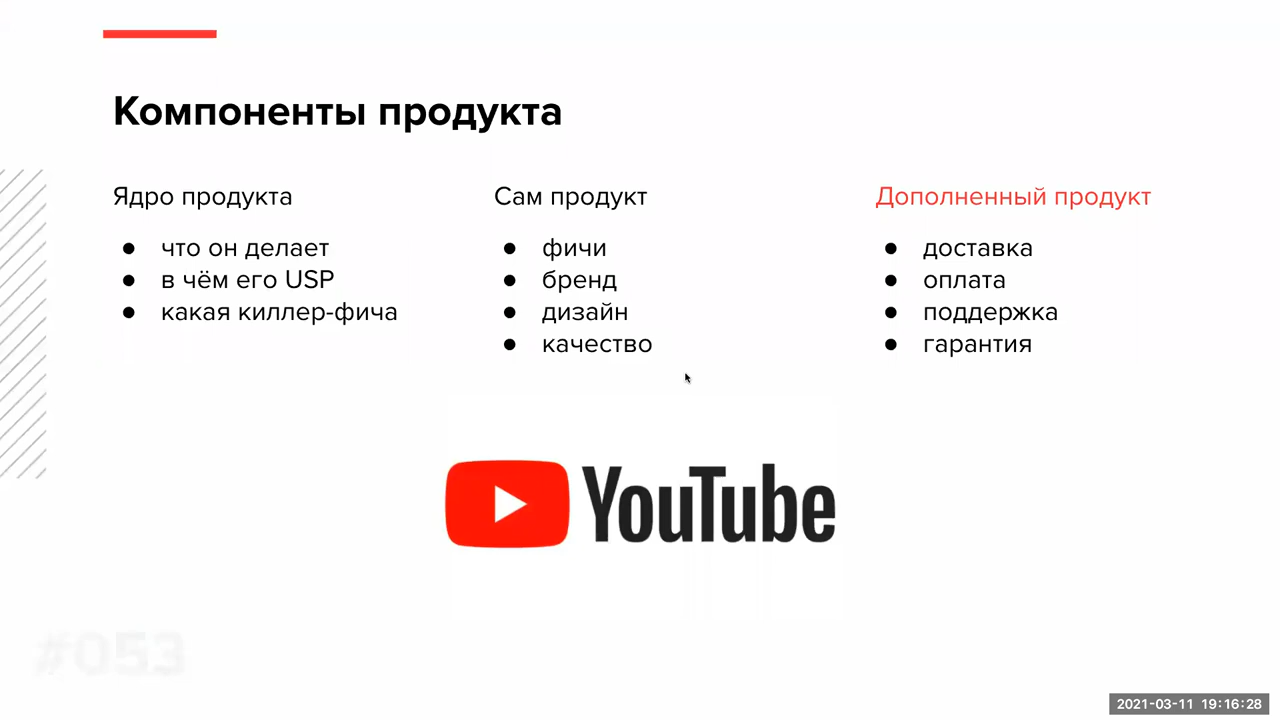 Компоненты продукта
Ядро продукта
что он делает
в чём его USP
какая киллер-фича
Сам продукт
фичи
бренд
дизайн
качество
Дополненный продукт
доставка
оплата
поддержка
гарантия
YouTube
#053
2021-03-11 19:16:28